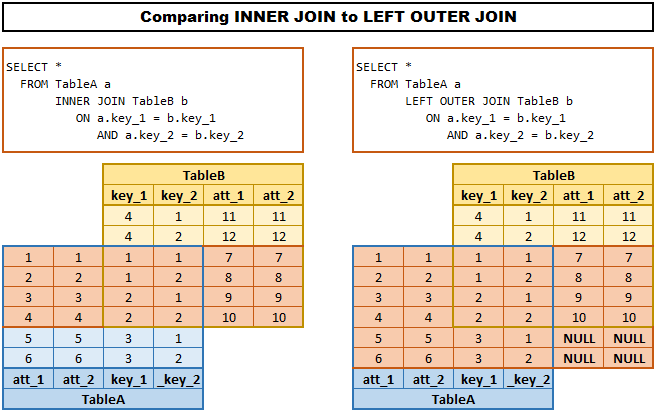 Comparing INNER JOIN to LEFT OUTER JOIN
SELECT *
FROM TableA a
INNER JOIN TableB b
ON a.key_1 = b.key_1
AND a.key_2 = b.key_2
TableB
key_1 key_2 att_1 att_2
4 1 11 11
4 2 12 12
1 1 1 1 7 7
2 2 1 2 8 8
3 3 2 1 9 9
4 4 2 2 10 10
5 5 3 1
6 6 3 2
att_1 att_2 key_1 _key_2
TableA
SELECT *
FROM TableA a
LEFT OUTER JOIN TableB b
ON a.key_1 = b.key_1
AND a.key_2 = b.key_2
TableB
key_1 key_2 att_1 att_2
4 1 11 11
4 2 12 12
1 1 1 1 7 7
2 2 1 2 8 8
3 3 2 1 9 9
4 4 2 2 10 10
5 5 3 1 NULL NULL
6 6 3 2 NULL NULL
att_1 att_2 key_1 _key_2
TableA